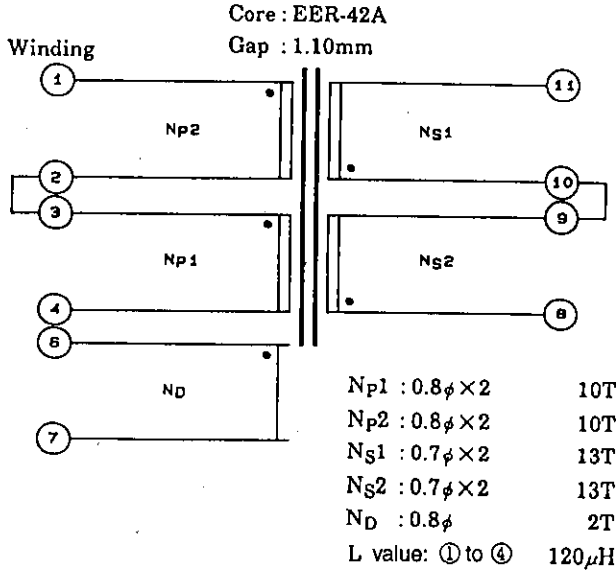 Core : EER-42A
Winding
Gap : 1.10mm
1
11
NP2
NS1
2
10
3
9
NP1
NS2
4
8
6
ND
7
NP1 : 0.8φ×2 10T
NP2 : 0.8φ×2 10T
NS1 : 0.7φ×2 13T
NS2 : 0.7φ×2 13T
ND : 0.8φ 2T
L value: ① to ④ 120μH